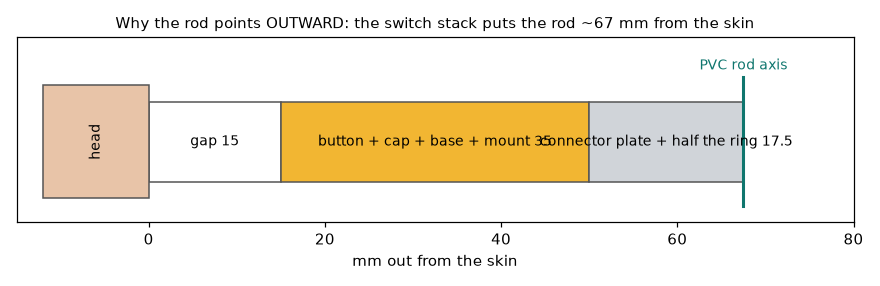 Why the rod points OUTWARD: the switch stack puts the rod ~67 mm from the skin
PVC rod axis
head
gap 15
button + cap + base + mount 35
connector plate + half the ring 17.5
0
20
40
60
80
mm out from the skin